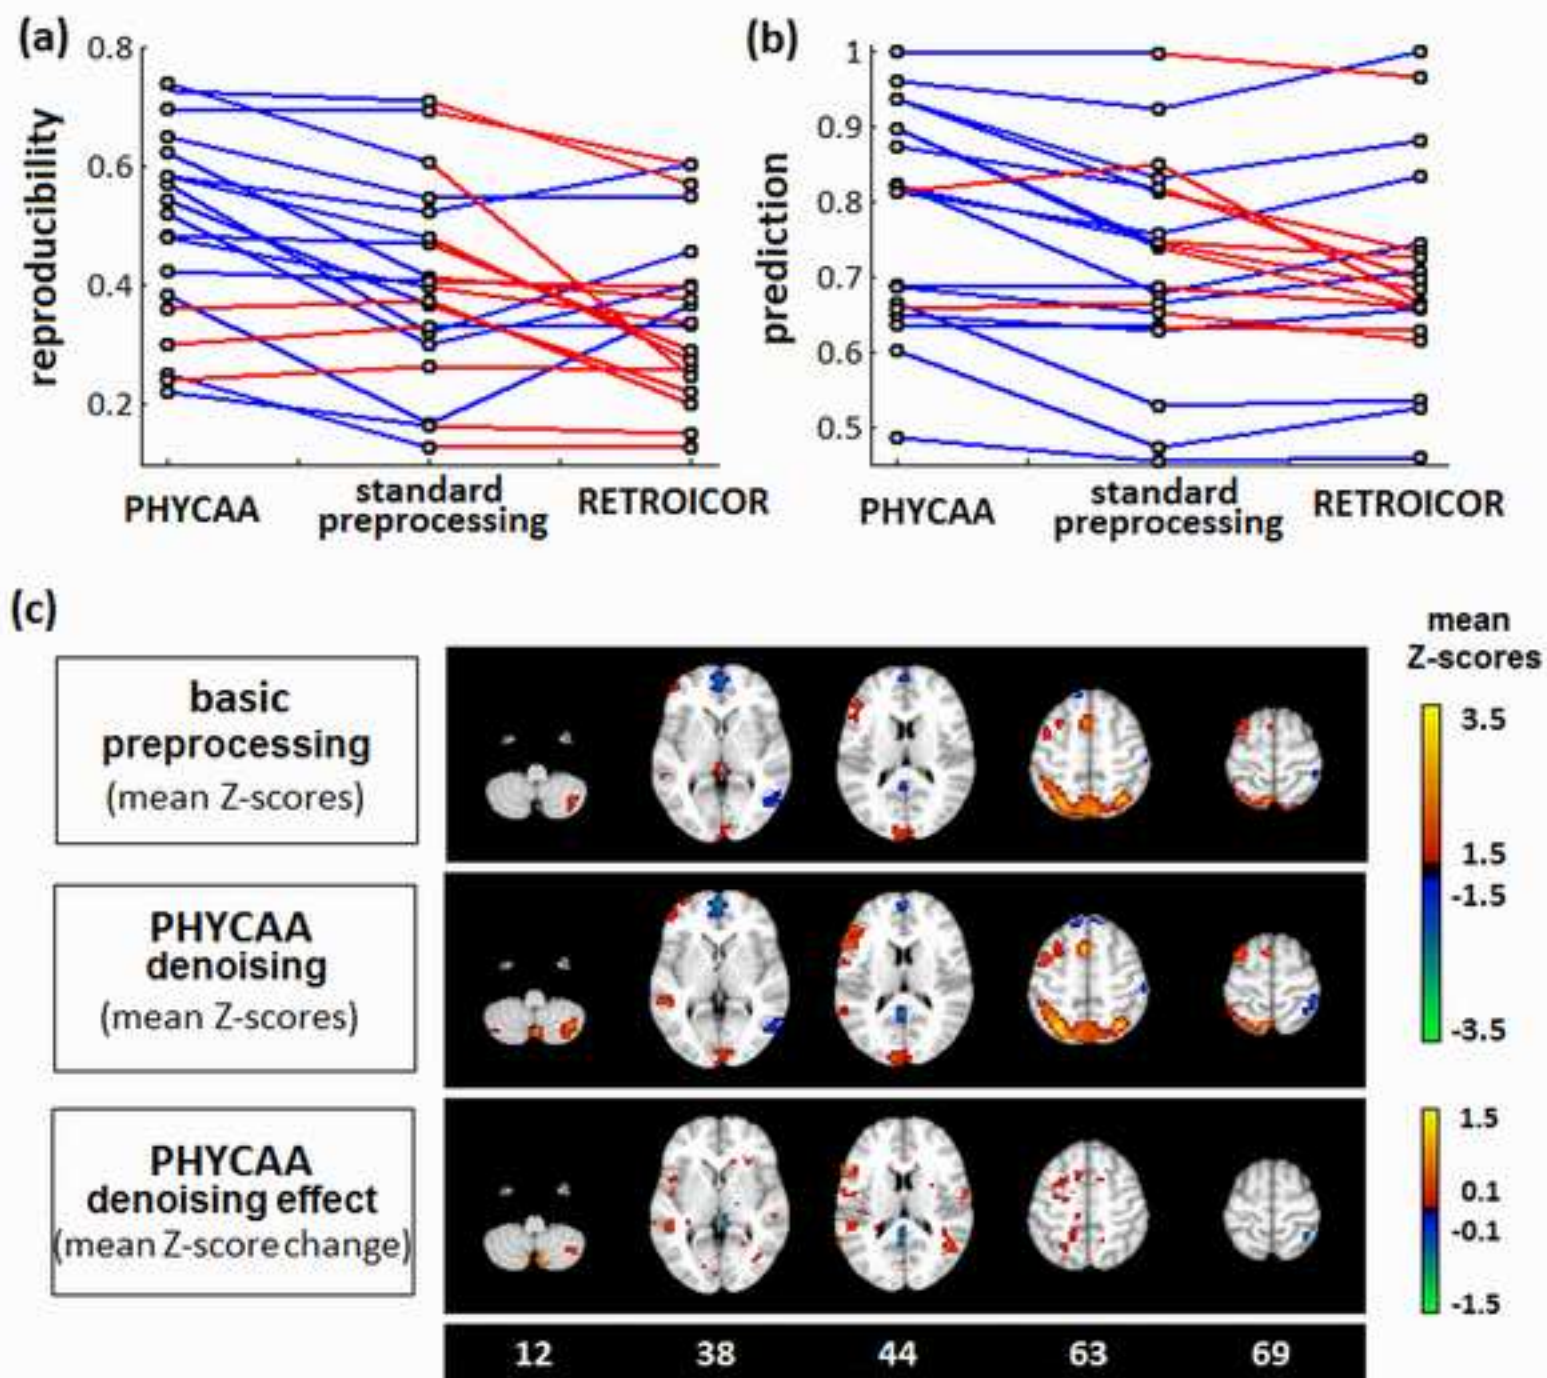 (a)
0.8
0.6
0.4
0.2
reproducibility
PHYCAA
standard
preprocessing
RETROICOR
(b)
1
0.9
0.8
0.7
0.6
0.5
prediction
PHYCAA
standard
preprocessing
RETROICOR
(c)
basic
preprocessing
(mean Z-scores)
PHYCAA
denoising
(mean Z-scores)
PHYCAA
denoising effect
(mean Z-score change)
mean
Z-scores
3.5
1.5
-1.5
-3.5
1.5
0.1
-0.1
-1.5
12 38 44 63 69